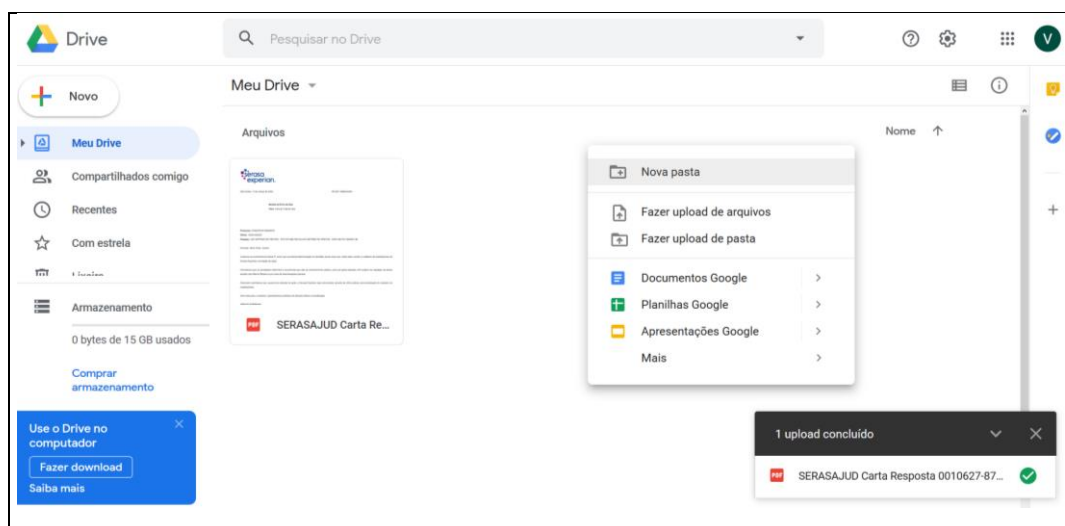 Drive
Pesquisar no Drive
V
Novo
Meu Drive
Meu Drive
Compartilhados comigo
Recentes
Com estrela
Armazenamento
0 bytes de 15 GB usados
Comprar
armazenamento
Use o Drive no
computador
Fazer download
Saiba mais
Arquivos
Nome
serasa
experian.
PDF
SERASAJUD Carta Re...
Nova pasta
Fazer upload de arquivos
Fazer upload de pasta
Documentos Google
Planilhas Google
Apresentações Google
Mais
1 upload concluído
PDF
SERASAJUD Carta Resposta 0010627-87...